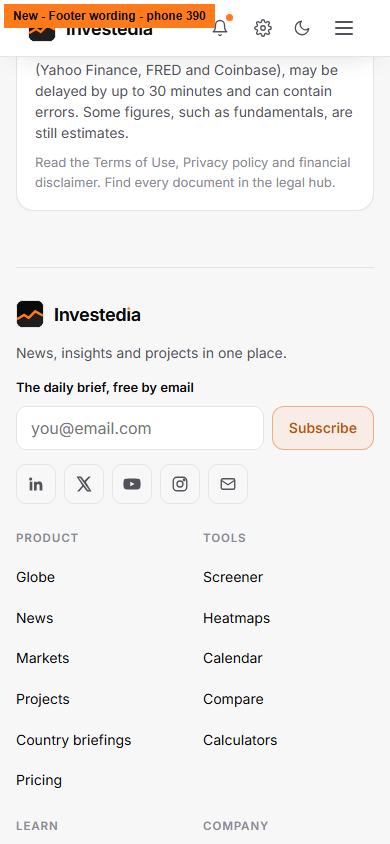 New - Footer wording - phone 390
Investedia
(Yahoo Finance, FRED and Coinbase), may be
delayed by up to 30 minutes and can contain
errors. Some figures, such as fundamentals, are
still estimates.
Read the Terms of Use, Privacy policy and financial
disclaimer. Find every document in the legal hub.
Investedia
News, insights and projects in one place.
The daily brief, free by email
you@email.com
Subscribe
PRODUCT
Globe
News
Markets
Projects
Country briefings
Pricing
TOOLS
Screener
Heatmaps
Calendar
Compare
Calculators
LEARN
COMPANY